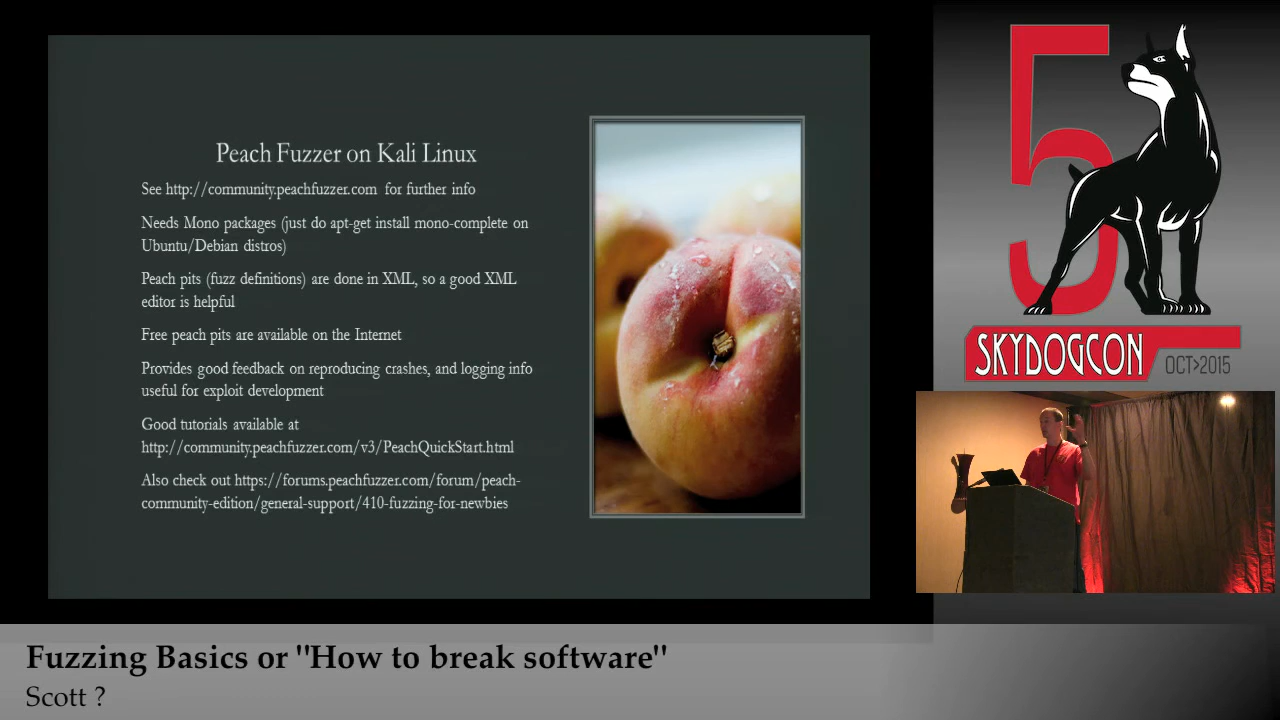 Peach Fuzzer on Kali Linux
See http://community.peachfuzzer.com for further info
Needs Mono packages (just do apt-get install mono-complete on
Ubuntu/Debian distros)
Peach pits (fuzz definitions) are done in XML, so a good XML
editor is helpful
Free peach pits are available on the Internet
Provides good feedback on reproducing crashes, and logging info
useful for exploit development
Good tutorials available at
http://community.peachfuzzer.com/v3/PeachQuickStart.html
Also check out https://forums.peachfuzzer.com/forum/peach-
community-edition/general-support/410-fuzzing-for-newbies
5
SKYDOGCON
OCT>2015
Fuzzing Basics or "How to break software"
Scott ?